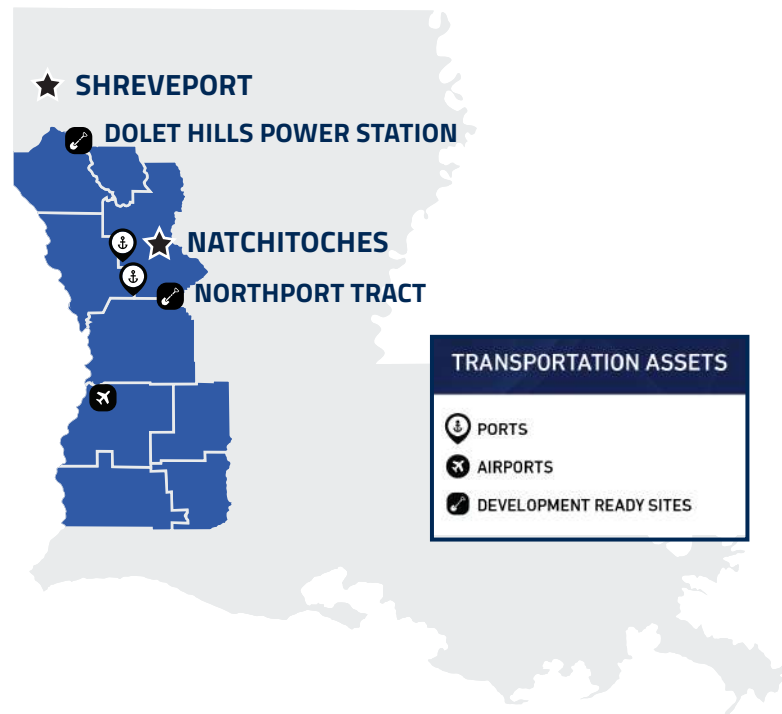 SHREVEPORT
DOLET HILLS POWER STATION
NATCHITOCHES
NORTHPORT TRACT
TRANSPORTATION ASSETS
PORTS
AIRPORTS
DEVELOPMENT READY SITES